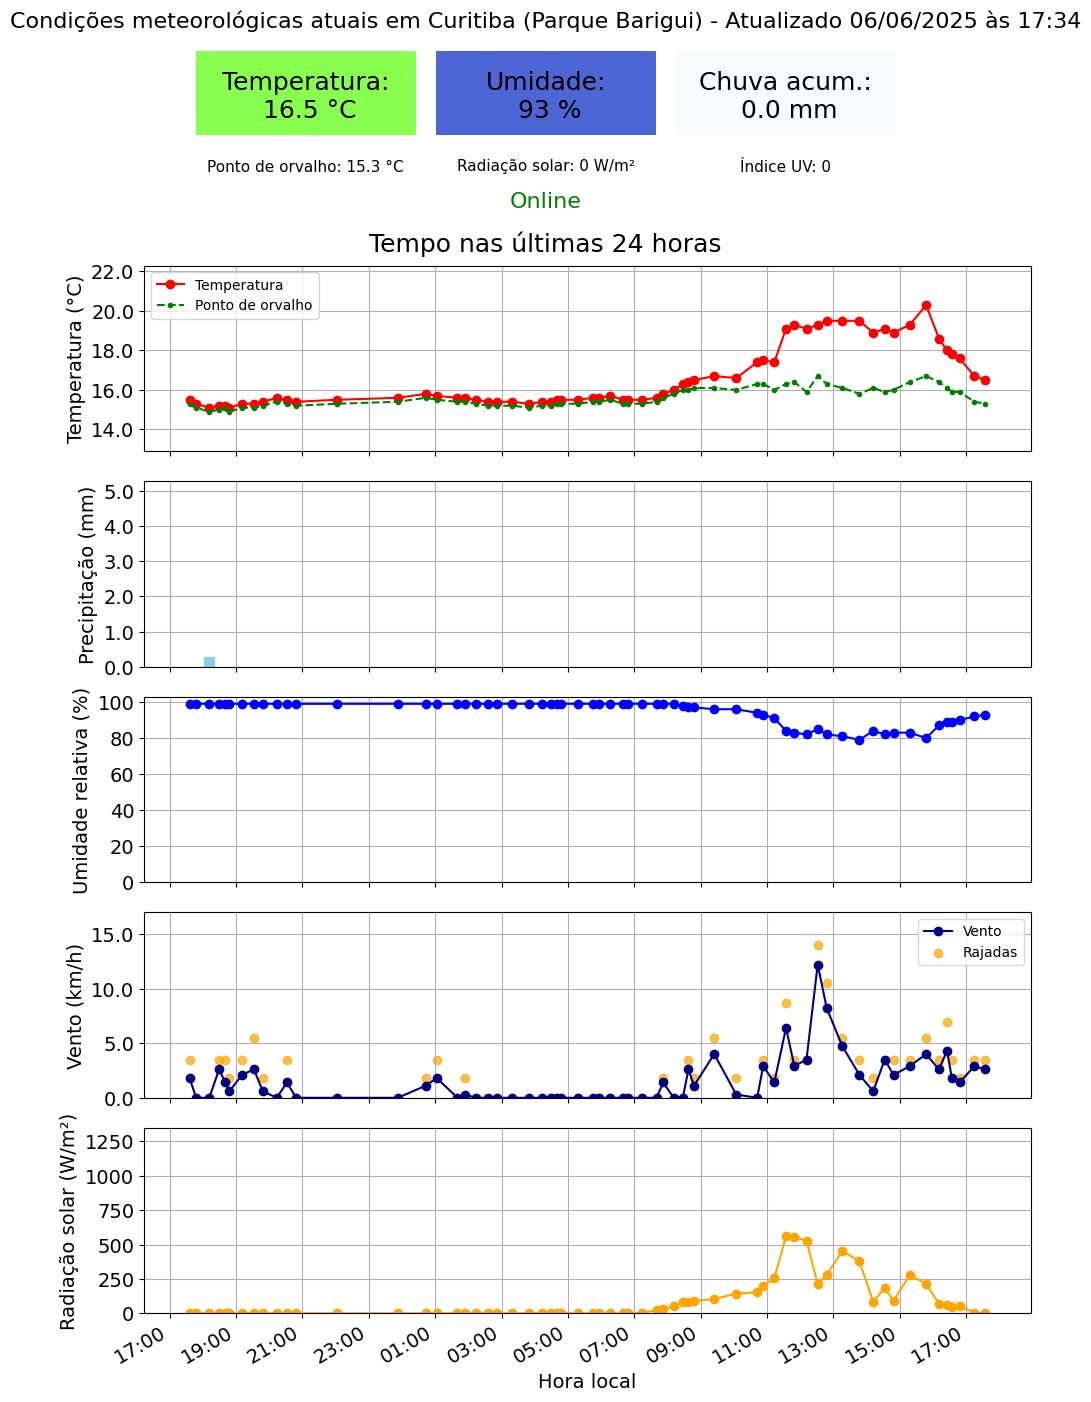 Condições meteorológicas atuais em Curitiba (Parque Barigui) - Atualizado 06/06/2025 às 17:34
Temperatura:
16.5 °C
Umidade:
93 %
Chuva acum.:
0.0 mm
Ponto de orvalho: 15.3 °C
Radiação solar: 0 W/m²
Índice UV: 0
Online
Tempo nas últimas 24 horas
Temperatura (°C)
22.0
20.0
18.0
16.0
14.0
Temperatura
Ponto de orvalho
Precipitação (mm)
5.0
4.0
3.0
2.0
1.0
0.0
Umidade relativa (%)
100
80
60
40
20
0
Vento (km/h)
15.0
10.0
5.0
0.0
Vento
Rajadas
Radiação solar (W/m²)
1250
1000
750
500
250
0
17:00
19:00
21:00
23:00
01:00
03:00
05:00
07:00
09:00
11:00
13:00
15:00
17:00
Hora local